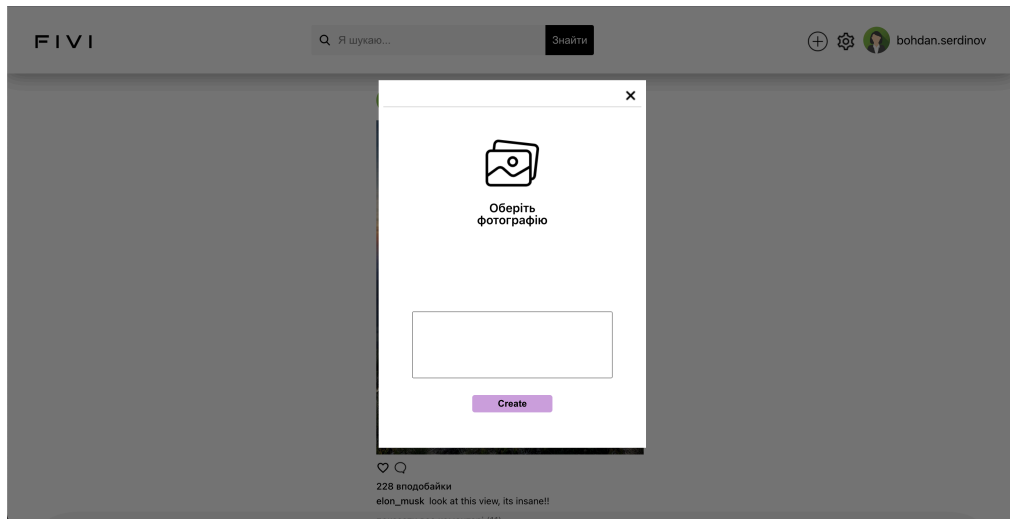 FIVI
Я шукаю...
Знайти
bohdan.serdinov
Оберіть
фотографію
Create
228 вподобайки
elon_musk look at this view, its insane!!